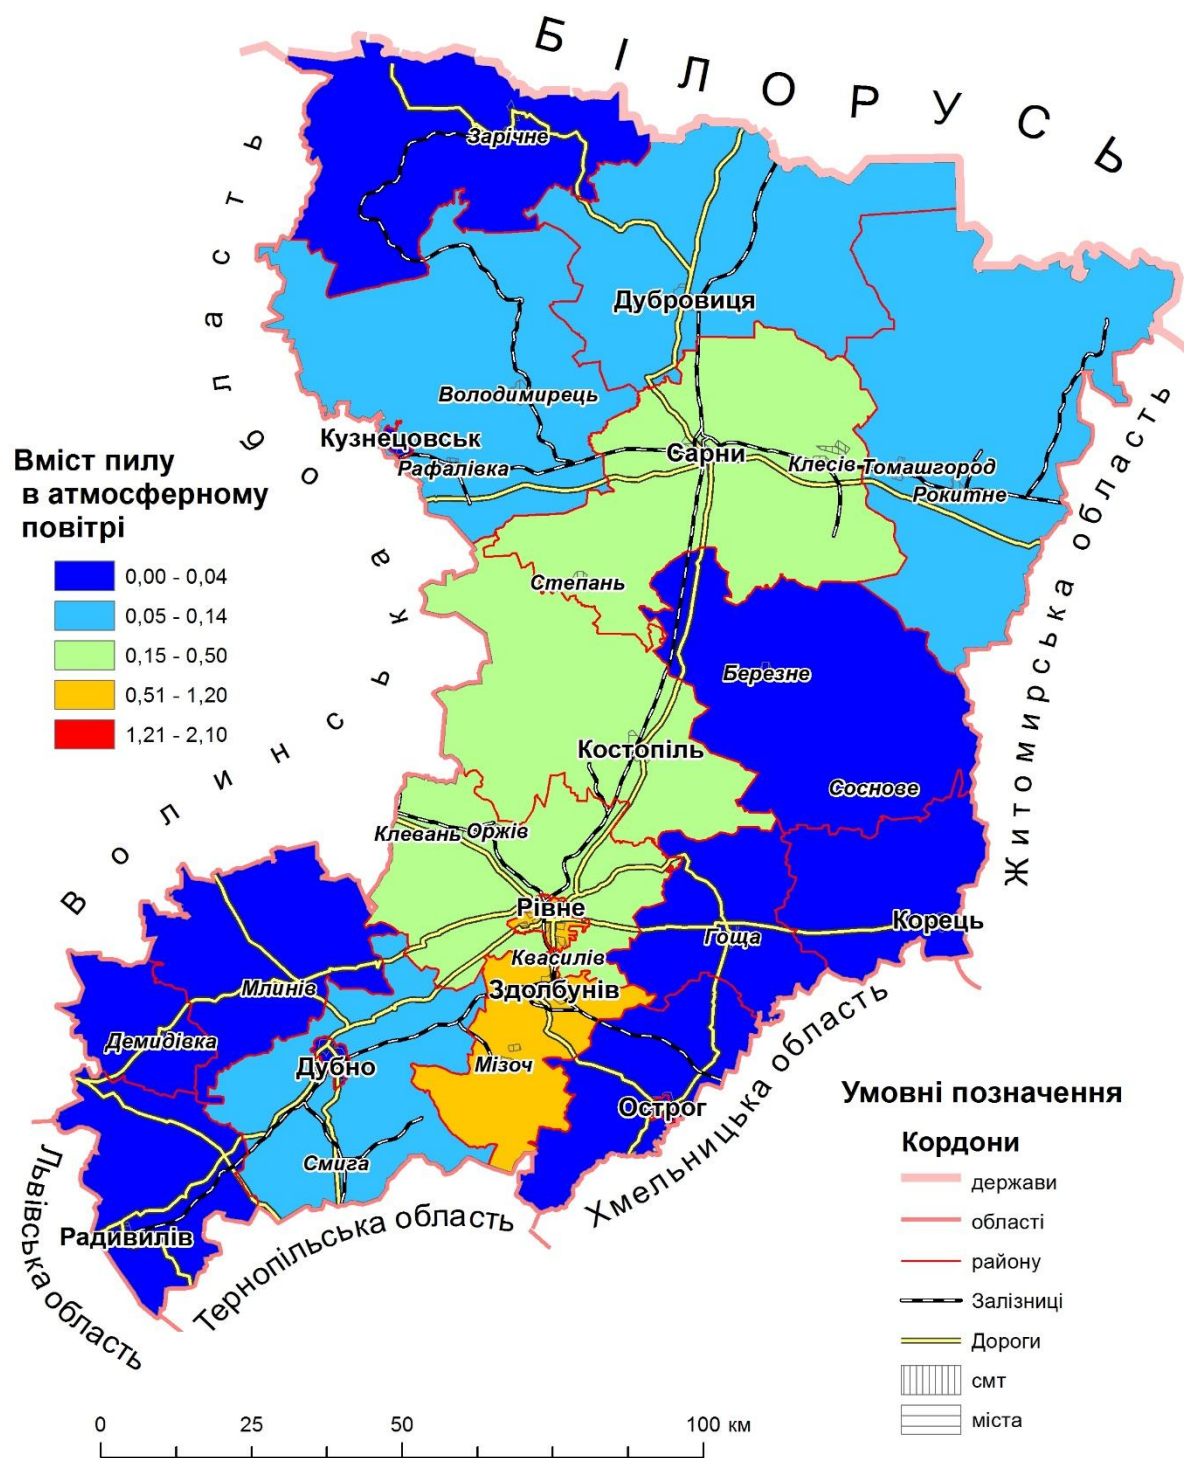 БІЛОРУСЬ
Зарічне
Волинська область
Дубровиця
Володимирець
Кузнецовськ
Рафалівка
Сарни
Клесів
Томашгород
Рокитне
Житомирська область
Вміст пилу
в атмосферному
повітрі
0,00 - 0,04
0,05 - 0,14
0,15 - 0,50
0,51 - 1,20
1,21 - 2,10
Степань
Березне
Костопіль
Соснове
Клевань
Оржів
Рівне
Корець
Гоща
Квасилів
Здолбунів
Млинів
Демидівка
Дубно
Мізоч
Острог
Смига
Радивилів
Львівська область
Тернопільська область
Хмельницька область
Умовні позначення
Кордони
держави
області
району
Залізниці
Дороги
смт
міста
0 25 50 100 км